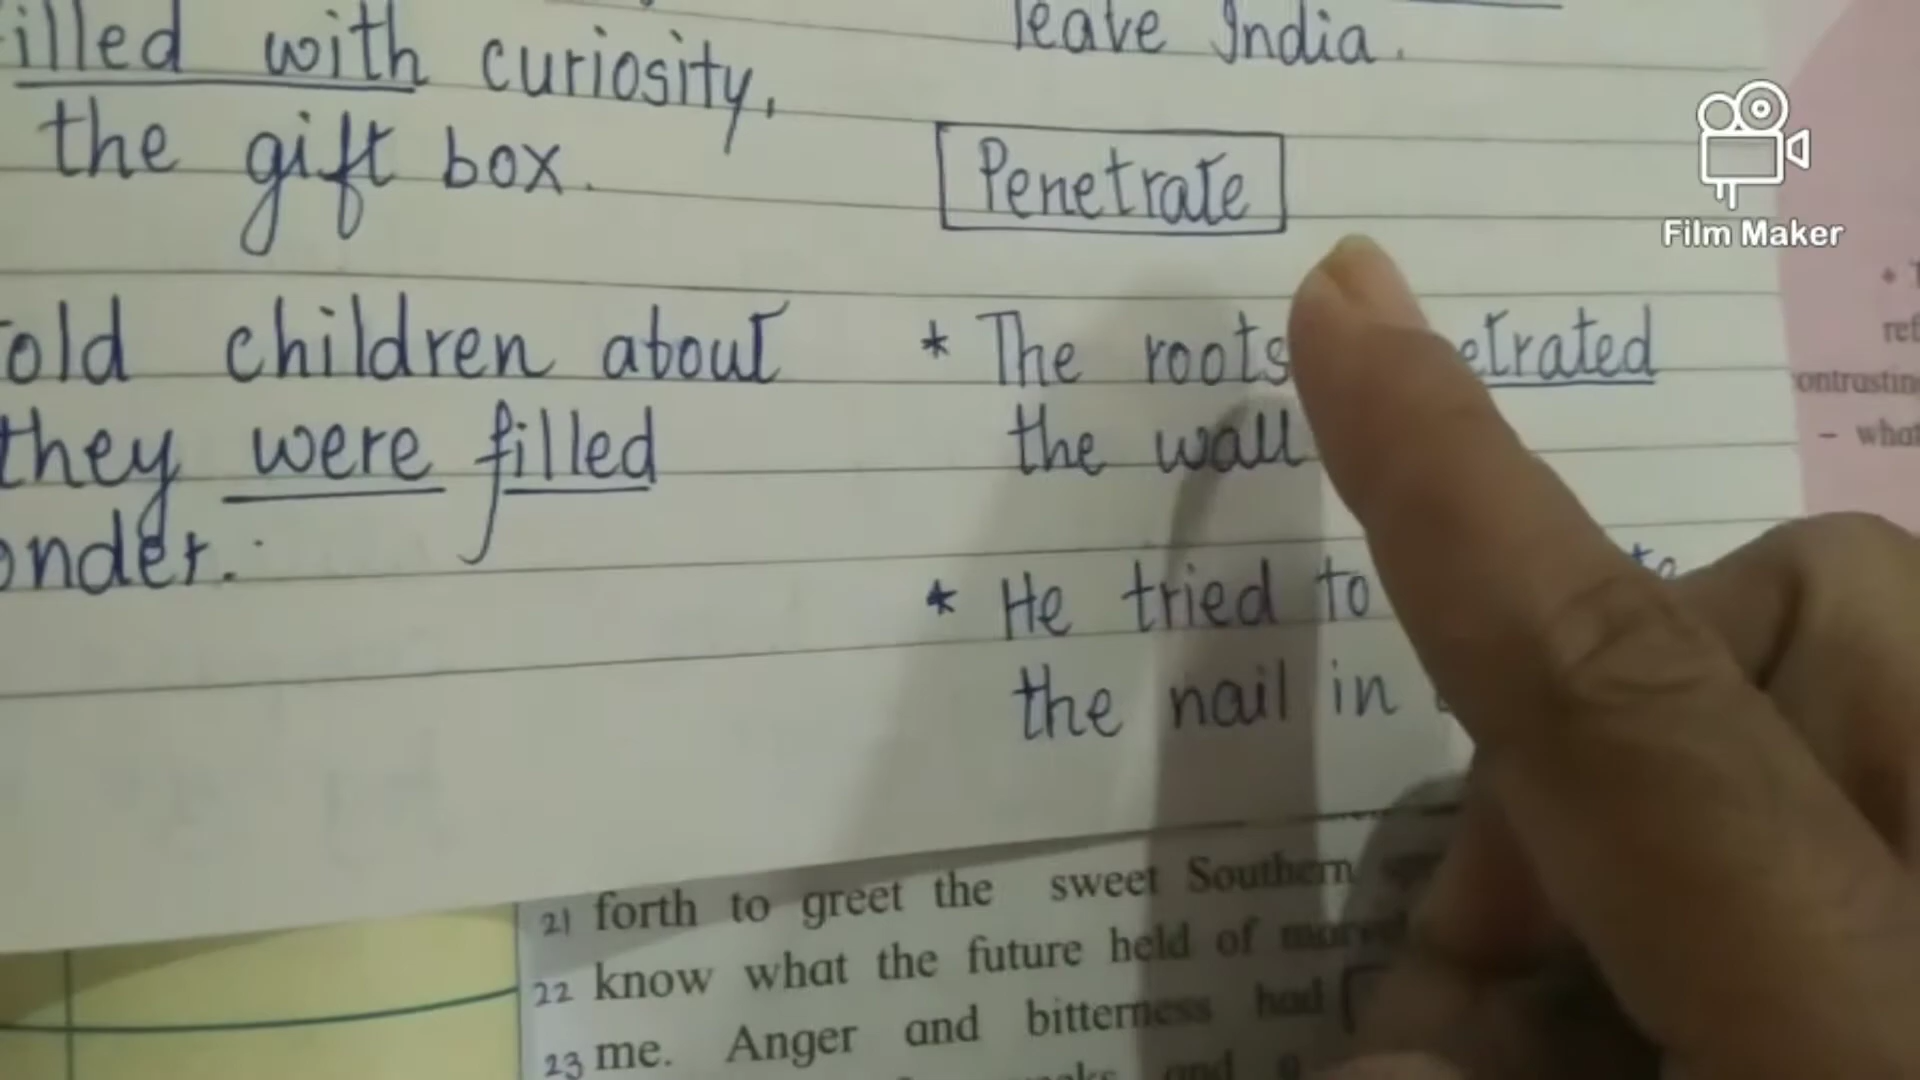 illed with curiosity,
the gift box.
old children about
they were filled
onder.
leave India.
Penetrate
* The roots etrated
the wall
* He tried to
the nail in
Film Maker
ontrasting
– what
21 forth to greet the sweet Southern
22 know what the future held of
23 me. Anger and bitterness had
and a